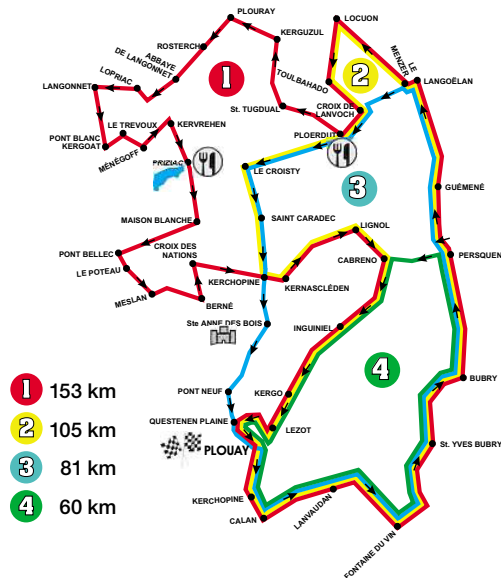 LOCUON
PLOURAY
KERGUZUL
ROSTERCH
ABBAYE
DE LANGONNET
LE
MENZER
LANGOËLAN
1
2
TOULBAHADO
LOPRIAC
LANGONNET
St. TUGDUAL
CROIX DE
LANVOCH
LE TREVOUX
KERVREHEN
PLOERDUT
PONT BLANC
KERGOAT
MÉNÉGOFF
PRIZIAC
LE CROISTY
3
GUÉMENÉ
MAISON BLANCHE
SAINT CARADEC
LIGNOL
PONT BELLEC
CROIX DES
NATIONS
CABRENO
PERSQUEN
LE POTEAU
KERCHOPINE
KERNASCLÉDEN
MESLAN
BERNÉ
Ste ANNE DES BOIS
INGUINIEL
4
BUBRY
1 153 km
PONT NEUF
KERGO
2 105 km
QUESTENEN PLAINE
LEZOT
St. YVES BUBRY
PLOUAY
3 81 km
4 60 km
KERCHOPINE
CALAN
LANVAUDAN
FONTAINE DU VIN